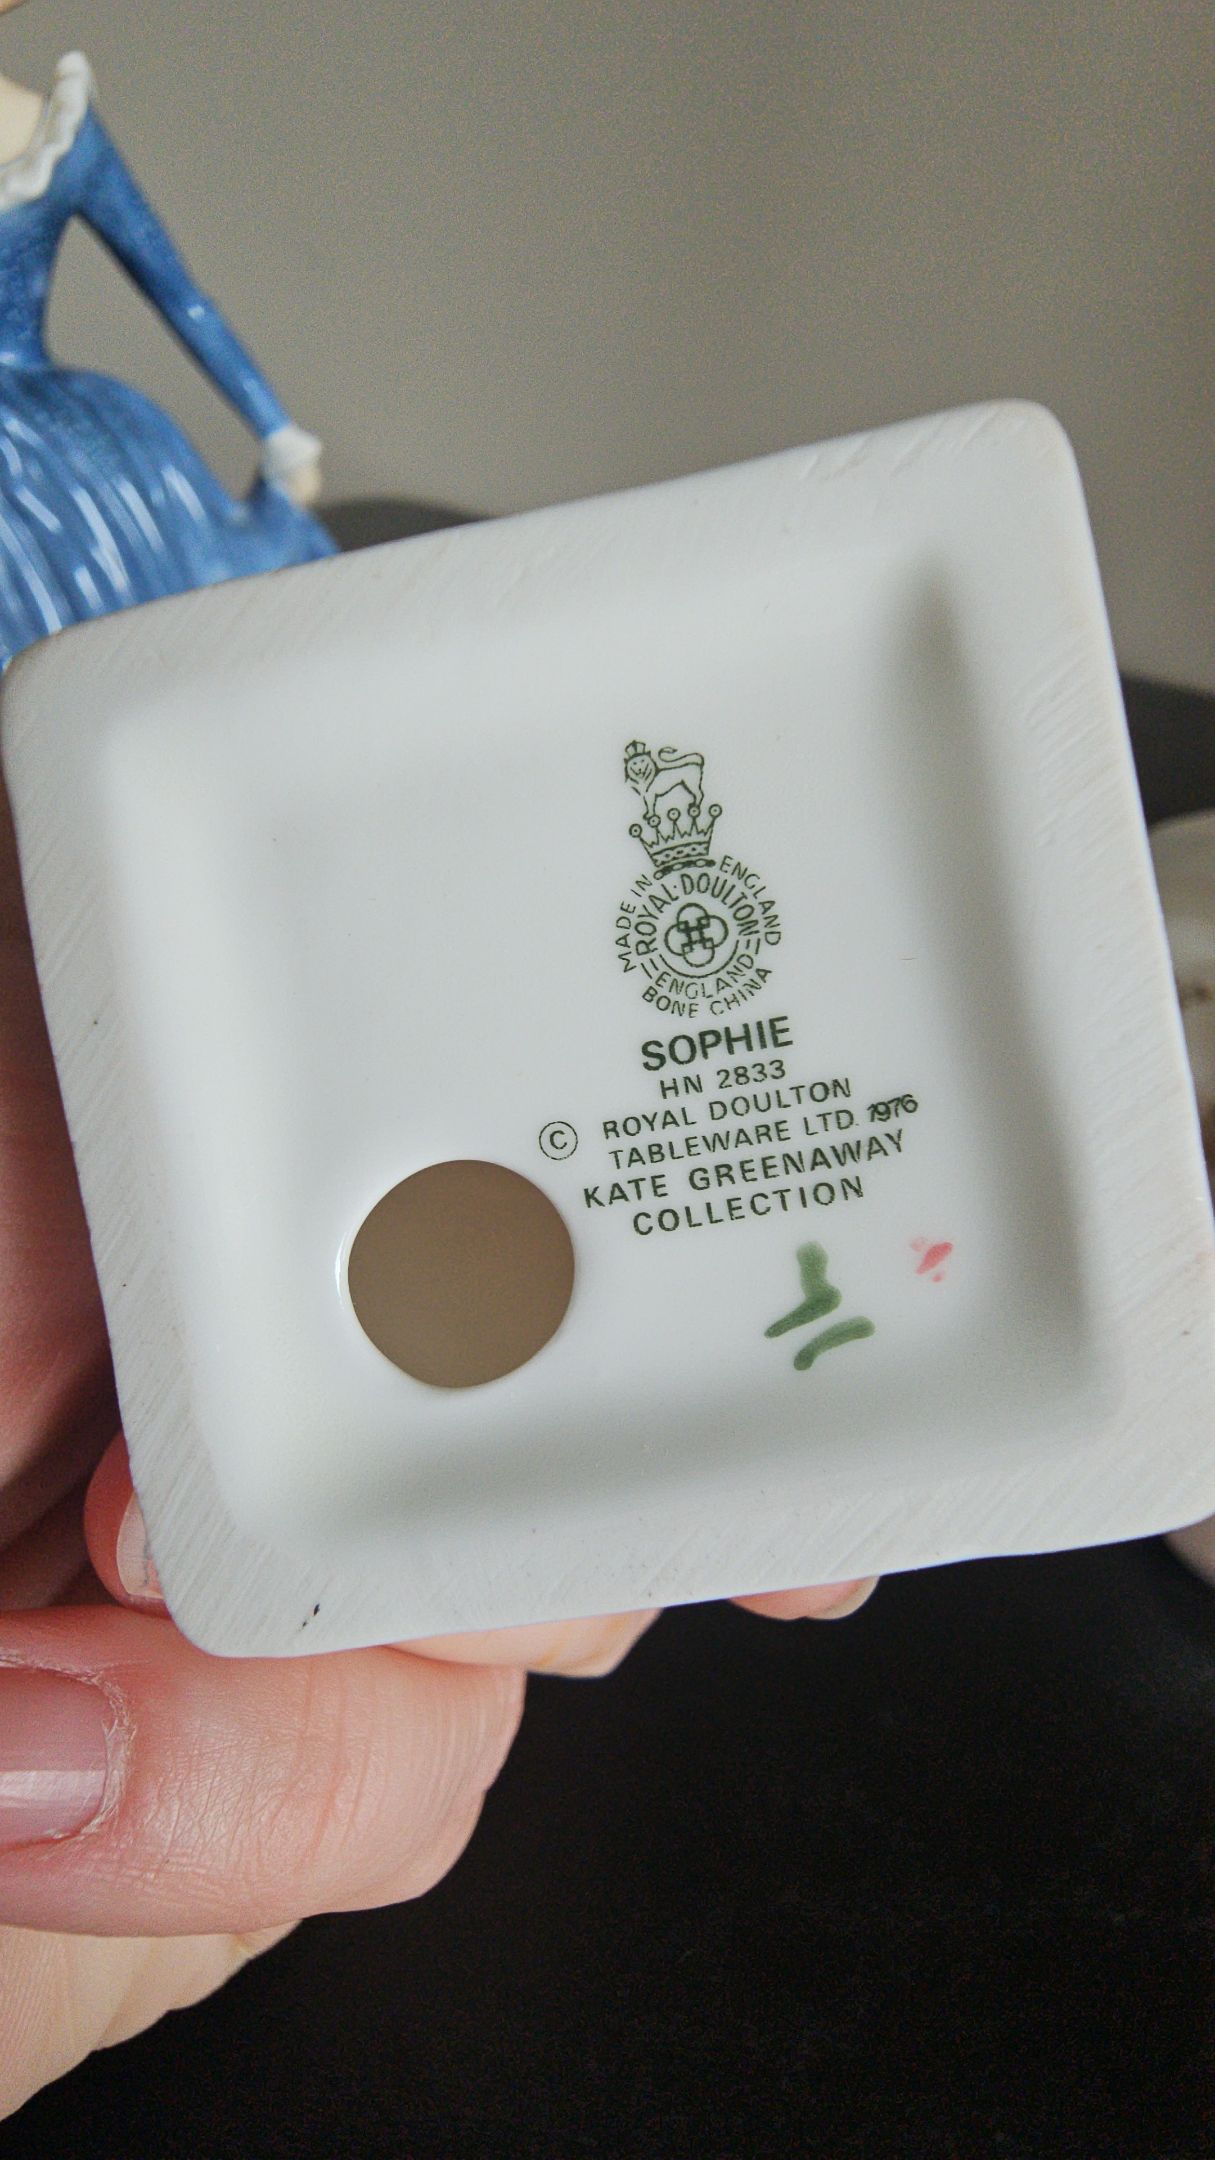 MADE IN ENGLAND
ROYAL·DOULTON
ENGLAND
BONE CHINA
SOPHIE
HN 2833
© ROYAL DOULTON
TABLEWARE LTD. 1976
KATE GREENAWAY
COLLECTION